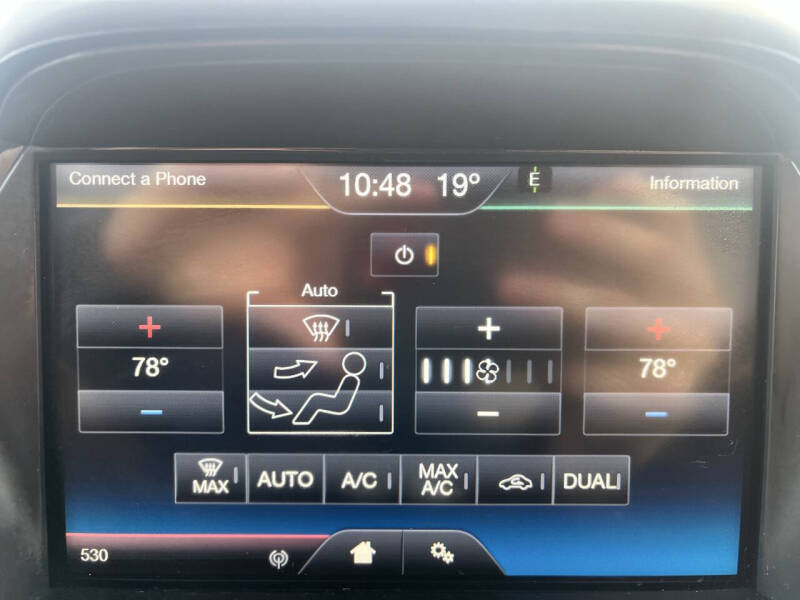 Connect a Phone
10:48 19° E
Information
Auto
78°
78°
MAX
AUTO
A/C
MAX
A/C
DUAL
530